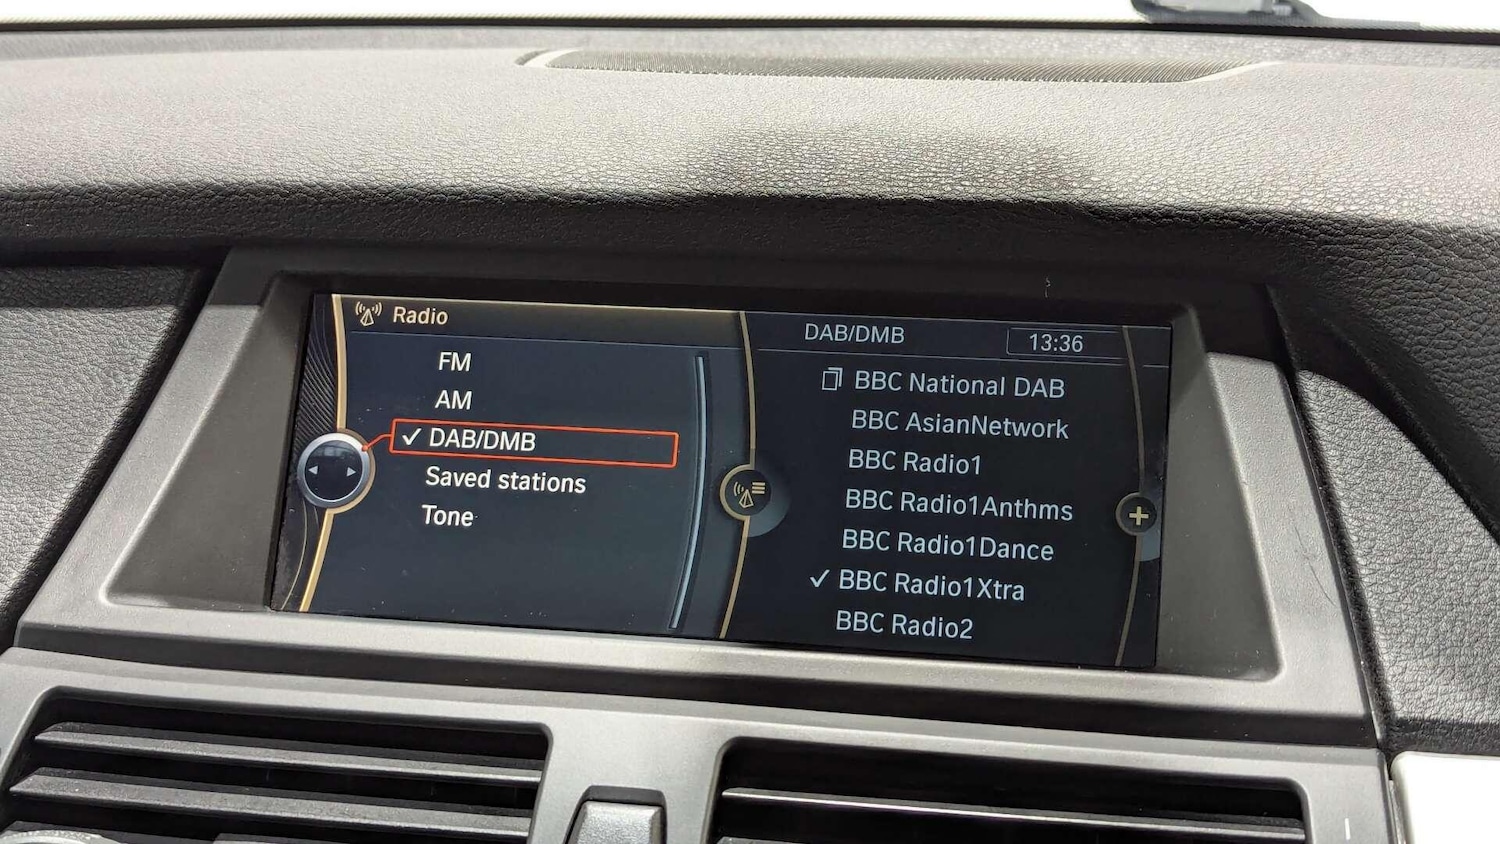 Radio
FM
AM
✓ DAB/DMB
Saved stations
Tone
DAB/DMB
13:36
BBC National DAB
BBC AsianNetwork
BBC Radio1
BBC Radio1Anthms
BBC Radio1Dance
✓ BBC Radio1Xtra
BBC Radio2
+